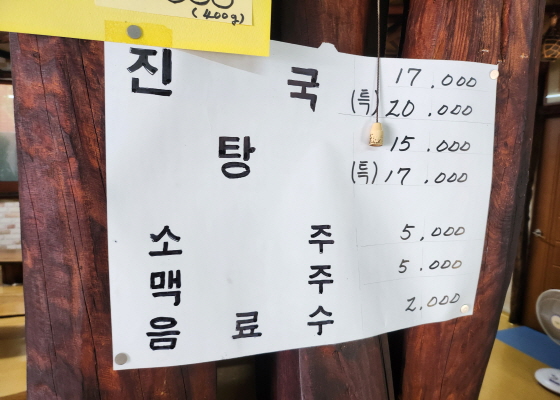 (400g)
진 국 17.000
(특) 20.000
탕 15.000
(특) 17.000
소 주 5.000
맥 주 5.000
음 료 수 2.000